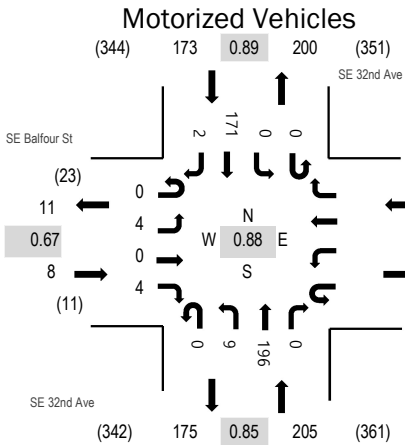 Motorized Vehicles
(344) 173 0.89 200 (351)
SE 32nd Ave
2 171 0 0
SE Balfour St
(23)
0
11
4
N
0.67 0 W 0.88 E
8 4 S
(11)
0 9 196 0
SE 32nd Ave
(342) 175 0.85 205 (361)